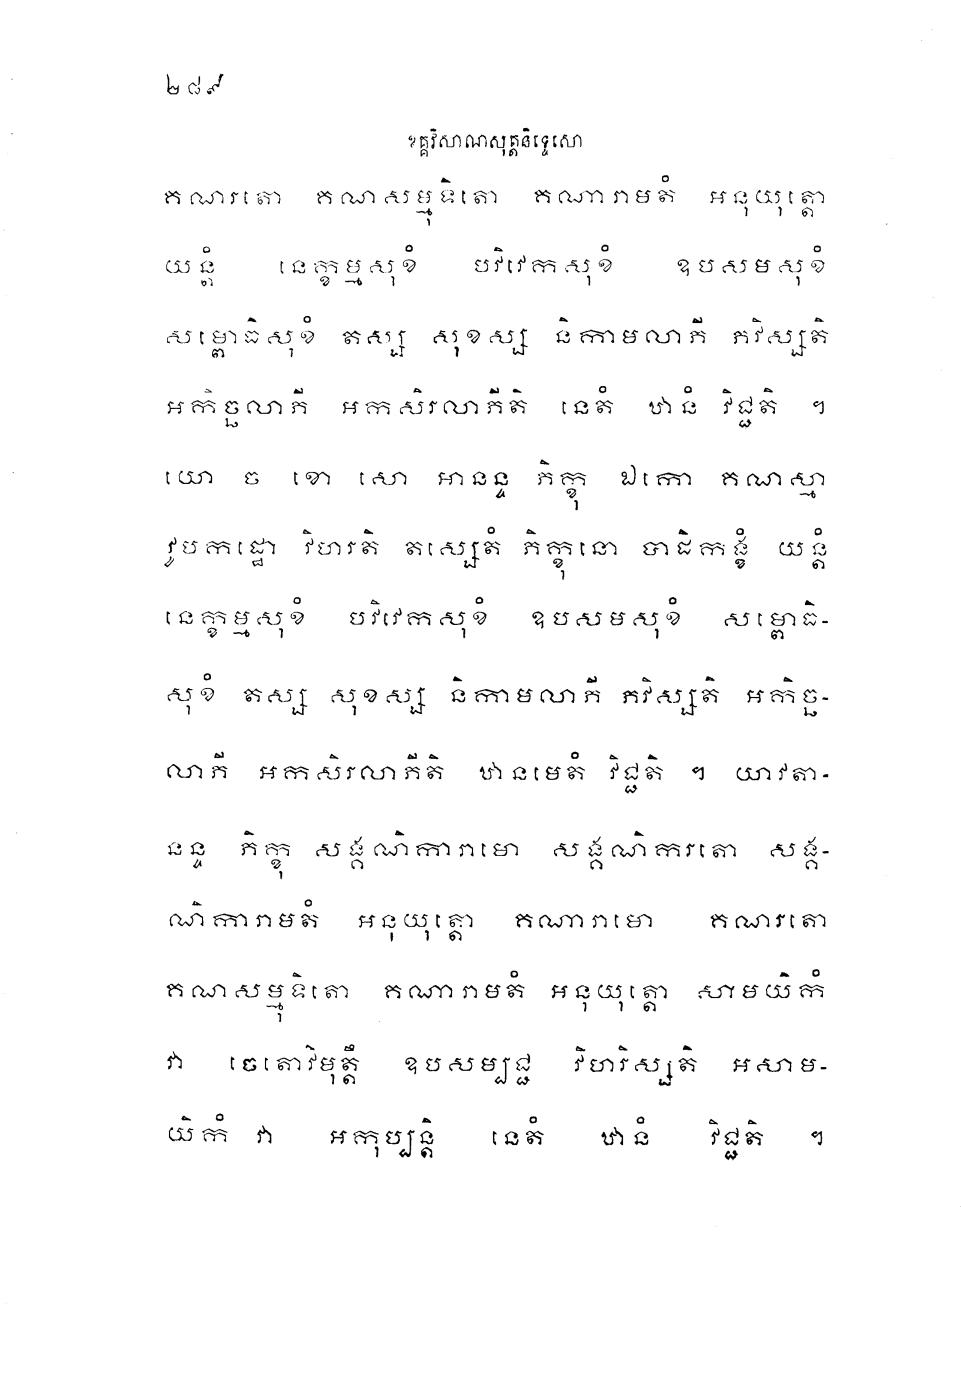 ២៨៩
ខគ្គវិសាណសុត្តនិទ្ទេសោ
គណរតោ គណសម្មុទិតោ គណារាមតំ អនុយុត្តោ
យន្តំ នេក្ខម្មសុខំ បវិវេកសុខំ ឧបសមសុខំ
សម្ពោធិសុខំ តស្ស សុខស្ស និកាមលាភី ភវិស្សតិ
អកិច្ឆលាភី អកសិរលាភីតិ នេតំ ឋានំ វិជ្ជតិ ។
យោ ច ខោ សោ អានន្ទ ភិក្ខុ ឯកោ គណស្មា
វូបកដ្ឋោ វិហរតិ តស្សេតំ ភិក្ខុនោ បាដិកង្ខំ យន្តំ
នេក្ខម្មសុខំ បវិវេកសុខំ ឧបសមសុខំ សម្ពោធិ-
សុខំ តស្ស សុខស្ស និកាមលាភី ភវិស្សតិ អកិច្ឆ-
លាភី អកសិរលាភីតិ ឋានមេតំ វិជ្ជតិ ។ យាវតា-
នន្ទ ភិក្ខុ សង្គណិការាមោ សង្គណិករតោ សង្គ-
ណិការាមតំ អនុយុត្តោ គណារាមោ គណរតោ
គណសម្មុទិតោ គណារាមតំ អនុយុត្តោ សាមយិកំ
វា ចេតោវិមុត្តឹ ឧបសម្បជ្ជ វិហរិស្សតិ អសាម-
យិកំ វា អកុប្បន្តិ នេតំ ឋានំ វិជ្ជតិ ។